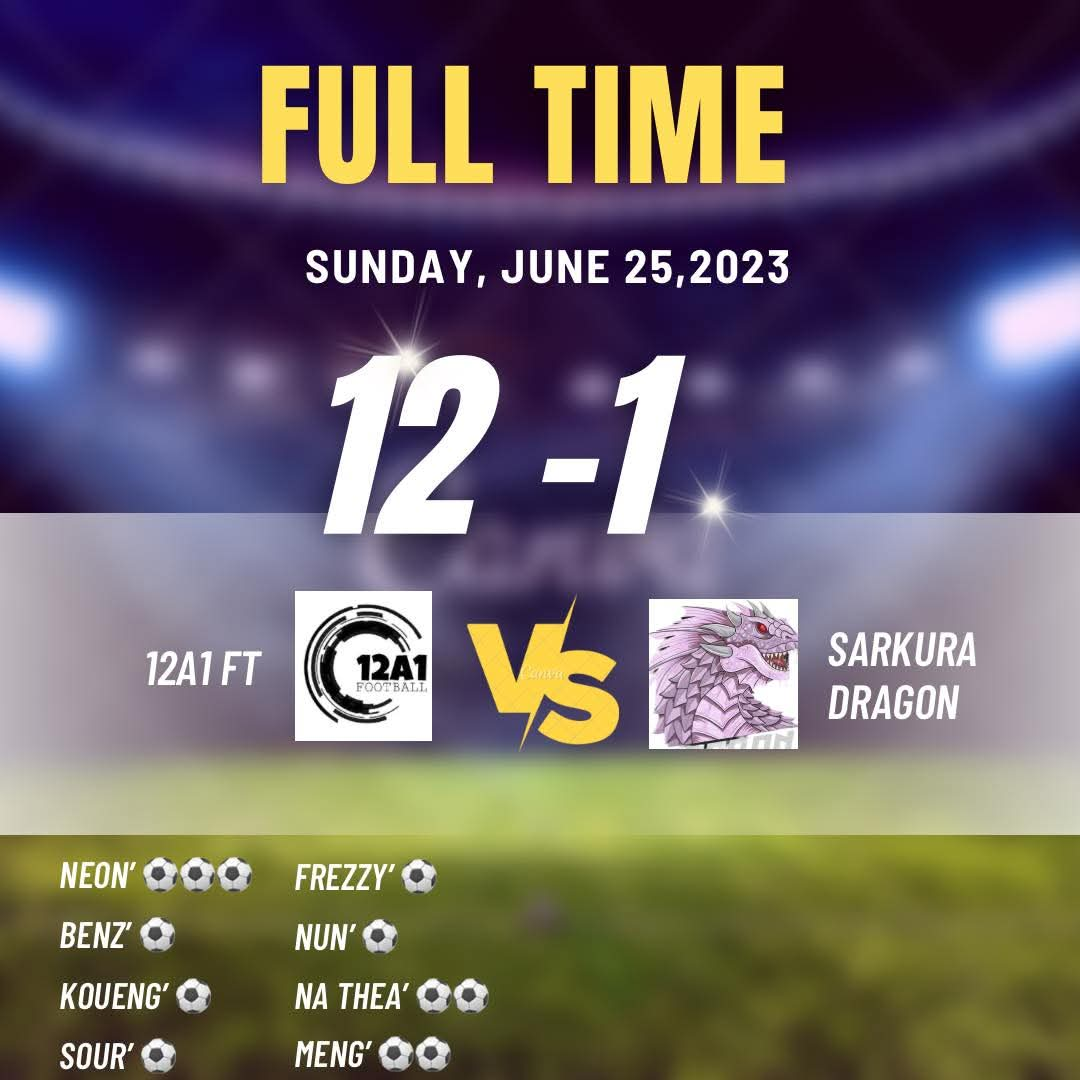 FULL TIME
SUNDAY, JUNE 25,2023
12 -1
12A1 FT
12A1
FOOTBALL
VS
Canva
SARKURA
DRAGON
NEON’ ⚽⚽⚽
FREZZY’ ⚽
BENZ’ ⚽
NUN’ ⚽
KOUENG’ ⚽
NA THEA’ ⚽⚽
SOUR’ ⚽
MENG’ ⚽⚽